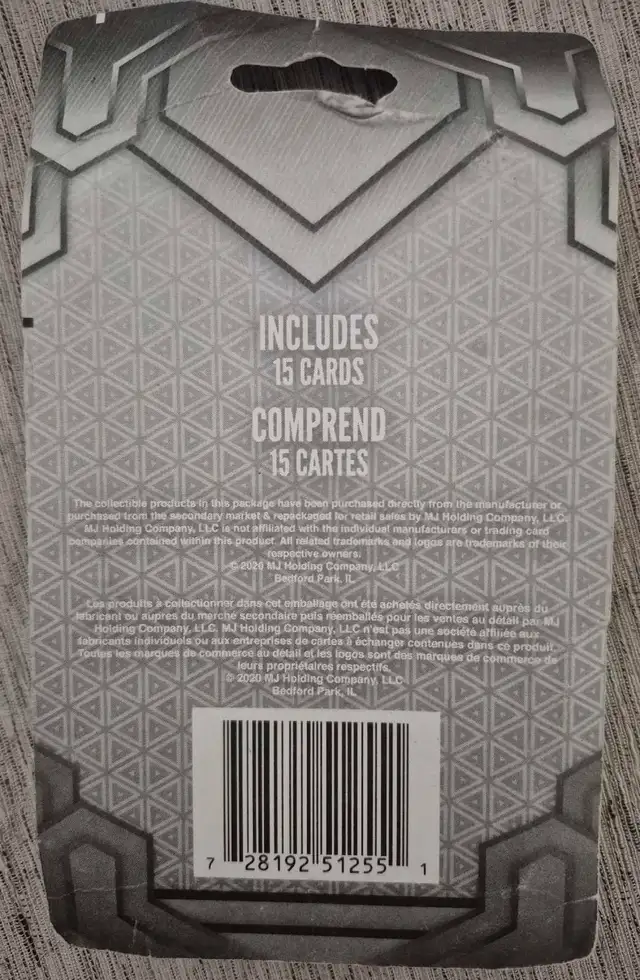 INCLUDES
15 CARDS
COMPREND
15 CARTES
The collectible products in this package have been purchased directly from the manufacturer or
purchased from the secondary market & repackaged for retail sales by MJ Holding Company, LLC.
MJ Holding Company, LLC is not affiliated with the individual manufacturers or trading card
companies contained within this product. All related trademarks and logos are trademarks of their
respective owners.
© 2020 MJ Holding Company, LLC
Bedford Park, IL
Les produits à collectionner dans cet emballage ont été achetés directement auprès du
fabricant ou auprès du marché secondaire puis réemballés pour les ventes au détail par MJ
Holding Company, LLC. MJ Holding Company, LLC n'est pas une société affiliée aux
fabricants individuels ou aux entreprises de cartes à échanger contenues dans ce produit.
Toutes les marques de commerce au détail et les logos sont des marques de commerce de
leurs propriétaires respectifs.
© 2020 MJ Holding Company, LLC
Bedford Park, IL
7 28192 51255 1